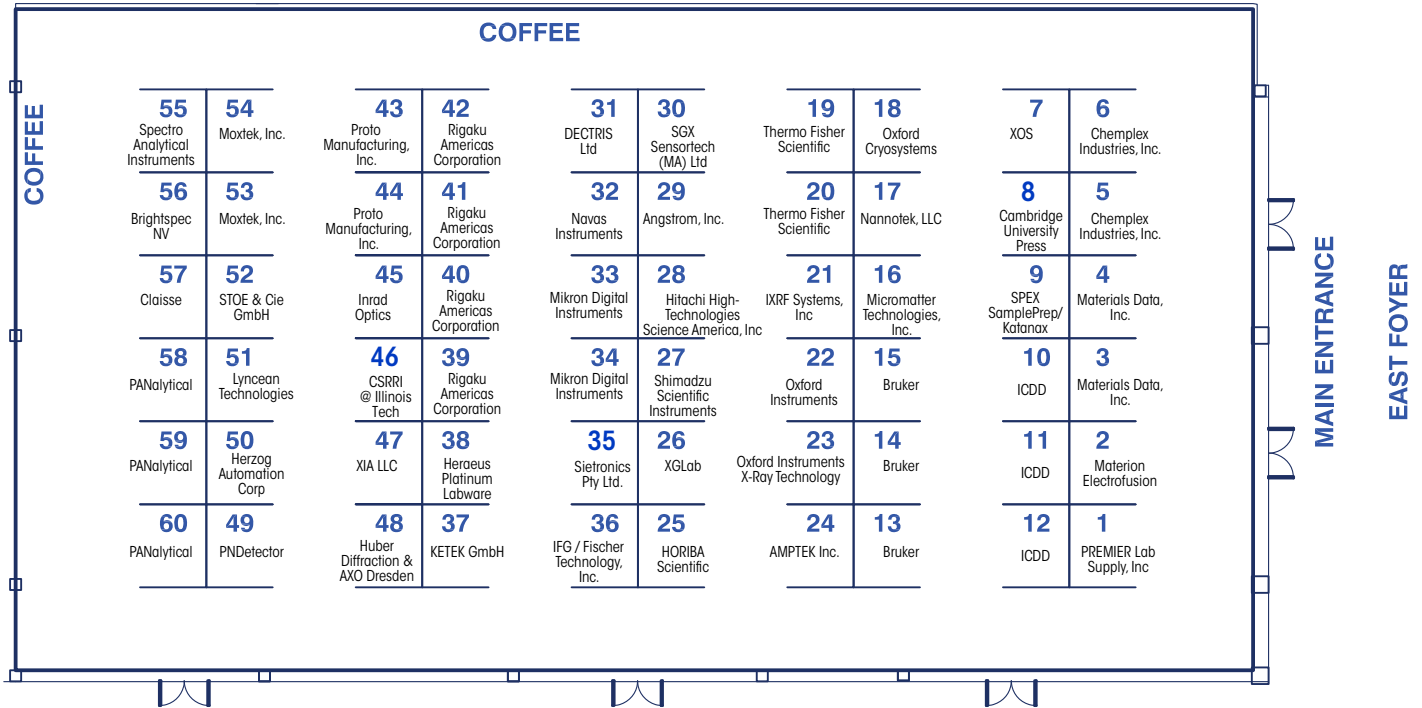 COFFEE
COFFEE
55
Spectro
Analytical
Instruments
54
Moxtek, Inc.
56
Brightspec
NV
53
Moxtek, Inc.
57
Claisse
52
STOE & Cie
GmbH
58
PANalytical
51
Lyncean
Technologies
59
PANalytical
50
Herzog
Automation
Corp
60
PANalytical
49
PNDetector
43
Proto
Manufacturing,
Inc.
42
Rigaku
Americas
Corporation
44
Proto
Manufacturing,
Inc.
41
Rigaku
Americas
Corporation
45
Inrad
Optics
40
Rigaku
Americas
Corporation
46
CSRRI
@ Illinois
Tech
39
Rigaku
Americas
Corporation
47
XIA LLC
38
Heraeus
Platinum
Labware
48
Huber
Diffraction &
AXO Dresden
37
KETEK GmbH
31
DECTRIS
Ltd
30
SGX
Sensortech
(MA) Ltd
32
Navas
Instruments
29
Angstrom, Inc.
33
Mikron Digital
Instruments
28
Hitachi High-
Technologies
Science America, Inc
34
Mikron Digital
Instruments
27
Shimadzu
Scientific
Instruments
35
Sietronics
Pty Ltd.
26
XGLab
36
IFG / Fischer
Technology,
Inc.
25
HORIBA
Scientific
19
Thermo Fisher
Scientific
18
Oxford
Cryosystems
20
Thermo Fisher
Scientific
17
Nannotek, LLC
21
IXRF Systems,
Inc
16
Micromatter
Technologies,
Inc.
22
Oxford
Instruments
15
Bruker
23
Oxford Instruments
X-Ray Technology
14
Bruker
24
AMPTEK Inc.
13
Bruker
7
XOS
6
Chemplex
Industries, Inc.
8
Cambridge
University
Press
5
Chemplex
Industries, Inc.
9
SPEX
SamplePrep/
Katanax
4
Materials Data,
Inc.
10
ICDD
3
Materials Data,
Inc.
11
ICDD
2
Materion
Electrofusion
12
ICDD
1
PREMIER Lab
Supply, Inc
MAIN ENTRANCE
EAST FOYER